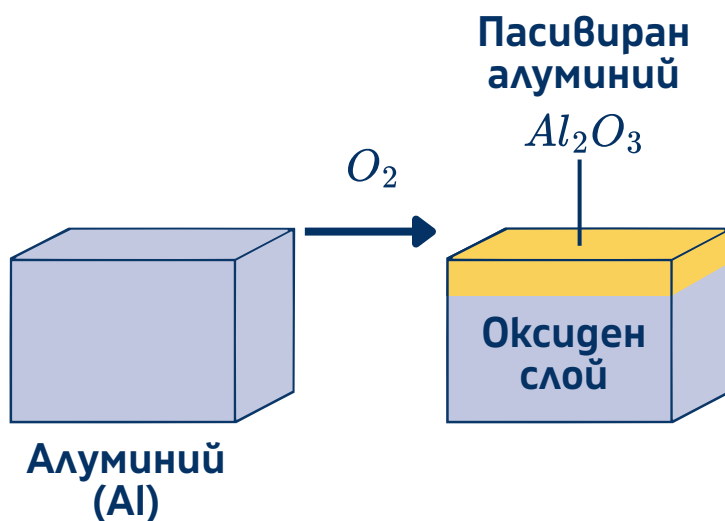 Пасивиран
алуминий
Al₂O₃
O₂
Оксиден
слой
Алуминий
(Al)